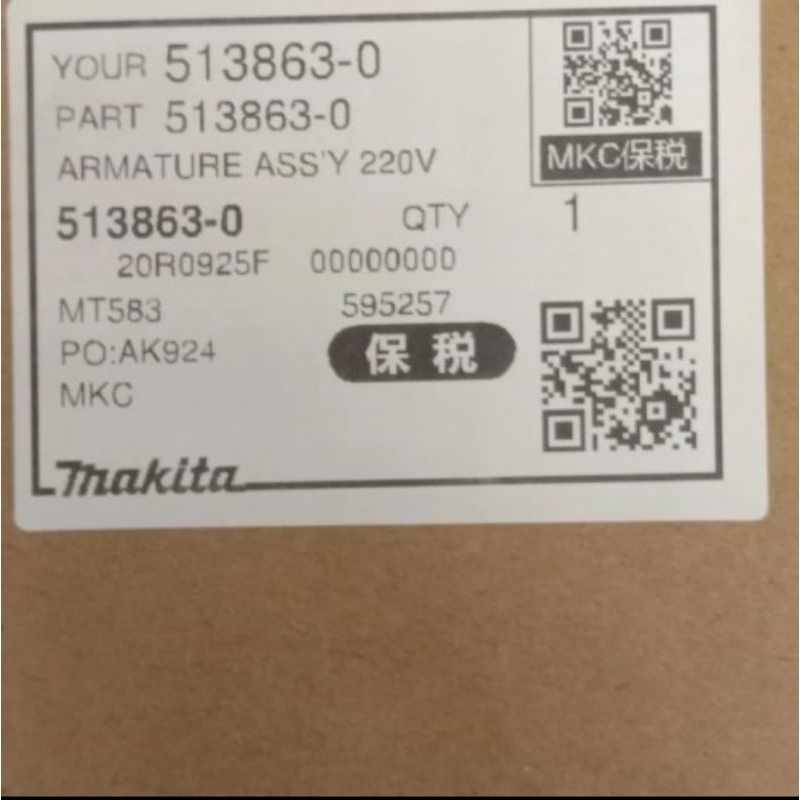 YOUR 513863-0
PART 513863-0
ARMATURE ASS'Y 220V
MKC保税
513863-0 QTY 1
20R0925F 00000000
MT583 595257
PO:AK924 保税
MKC
makita